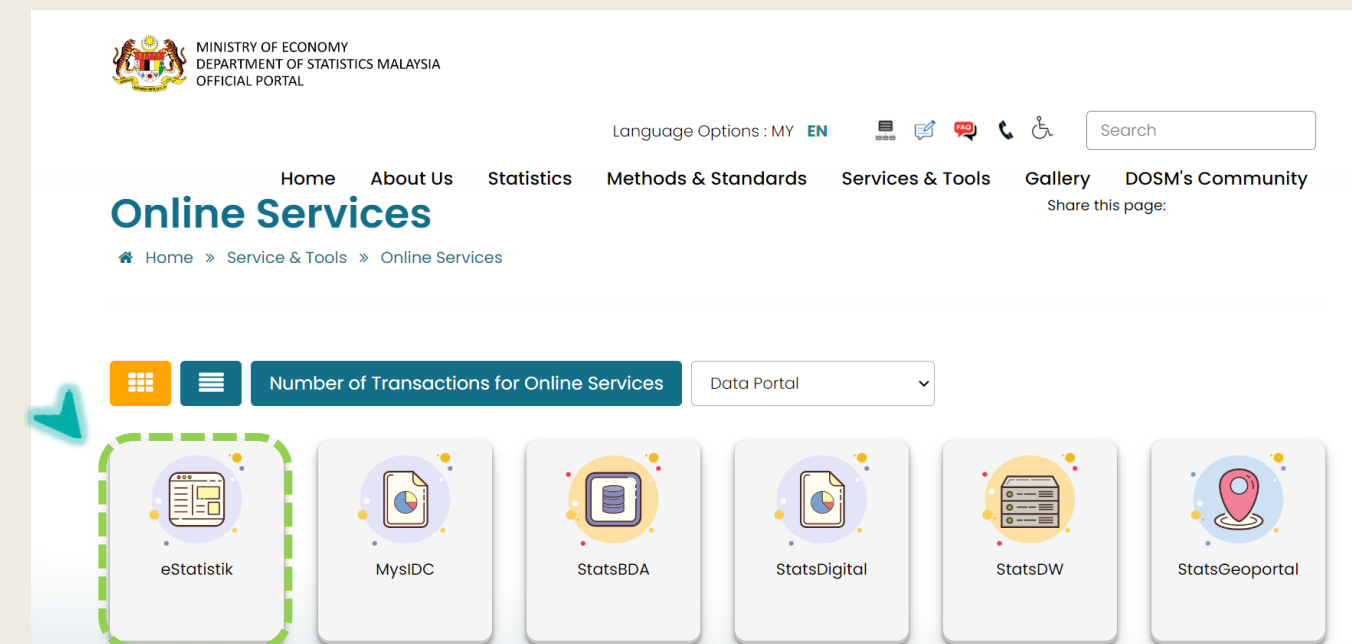 MINISTRY OF ECONOMY
DEPARTMENT OF STATISTICS MALAYSIA
OFFICIAL PORTAL
Language Options : MY EN
FAQ
Search
Home About Us Statistics Methods & Standards Services & Tools Gallery DOSM's Community
Online Services
Share this page:
Home » Service & Tools » Online Services
Number of Transactions for Online Services
Data Portal
eStatistik
MysIDC
StatsBDA
StatsDigital
StatsDW
StatsGeoportal